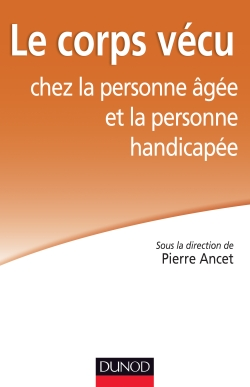 Le corps vécu
chez la personne âgée
et la personne
handicapée
Sous la direction de
Pierre Ancet
DUNOD